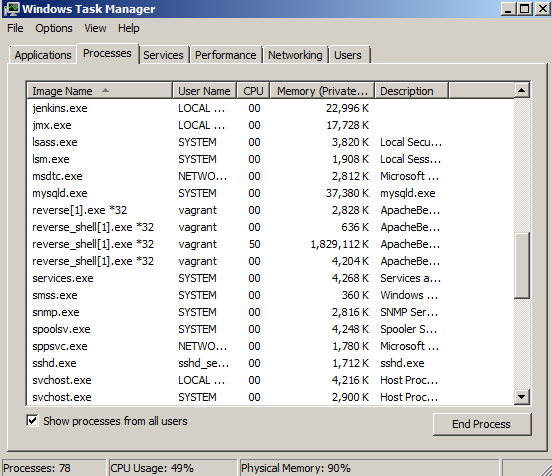 Windows Task Manager
File Options View Help
Applications Processes Services Performance Networking Users
Image Name User Name CPU Memory (Private... Description
jenkins.exe LOCAL ... 00 22,996 K
jmx.exe LOCAL ... 00 17,728 K
lsass.exe SYSTEM 00 3,820 K Local Secu...
lsm.exe SYSTEM 00 1,908 K Local Sess...
msdtc.exe NETWO... 00 2,812 K Microsoft ...
mysqld.exe SYSTEM 00 37,380 K mysqld.exe
reverse[1].exe *32 vagrant 00 2,828 K ApacheBe...
reverse_shell[1].exe *32 vagrant 00 636 K ApacheBe...
reverse_shell[1].exe *32 vagrant 50 1,829,112 K ApacheBe...
reverse_shell[1].exe *32 vagrant 00 4,204 K ApacheBe...
services.exe SYSTEM 00 4,268 K Services a...
smss.exe SYSTEM 00 360 K Windows ...
snmp.exe SYSTEM 00 2,816 K SNMP Ser...
spoolsv.exe SYSTEM 00 4,248 K Spooler S...
sppsvc.exe NETWO... 00 1,780 K Microsoft ...
sshd.exe sshd_se... 00 1,712 K sshd.exe
svchost.exe LOCAL ... 00 4,216 K Host Proc...
svchost.exe SYSTEM 00 2,900 K Host Proc...
Show processes from all users End Process
Processes: 78 CPU Usage: 49% Physical Memory: 90%